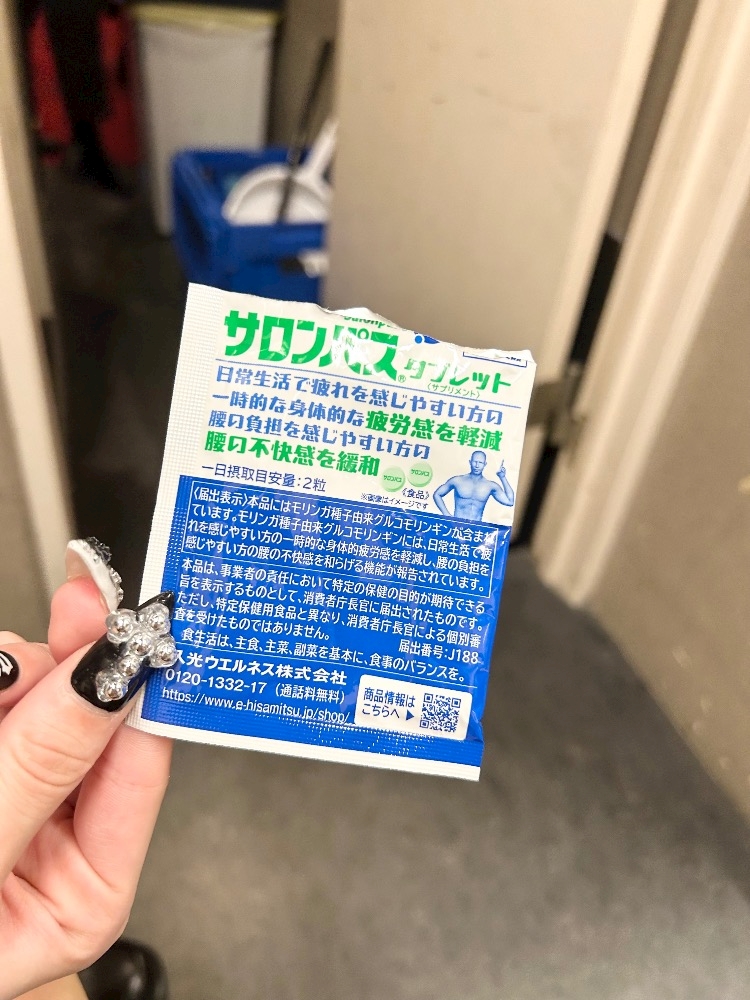 サロンパス® タブレット
(サプリメント)
日常生活で疲れを感じやすい方の
一時的な身体的な疲労感を軽減
腰の負担を感じやすい方の
腰の不快感を緩和
サロンパス
サロンパス
一日摂取目安量:2粒
《食品》
※画像はイメージです
〈届出表示〉本品にはモリンガ種子由来グルコモリンギンが含まれ
ています。モリンガ種子由来グルコモリンギンには、日常生活で疲
れを感じやすい方の一時的な身体的疲労感を軽減し、腰の負担を
感じやすい方の腰の不快感を和らげる機能が報告されています。
本品は、事業者の責任において特定の保健の目的が期待できる
旨を表示するものとして、消費者庁長官に届出されたものです。
ただし、特定保健用食品と異なり、消費者庁長官による個別審
査を受けたものではありません。
届出番号:J188
食生活は、主食、主菜、副菜を基本に、食事のバランスを。
久光ウエルネス株式会社
0120-1332-17(通話料無料)
https://www.e-hisamitsu.jp/shop/
商品情報は
こちらへ ▶